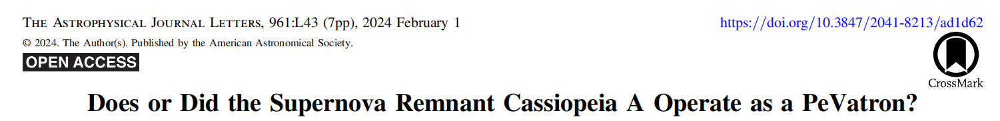 THE ASTROPHYSICAL JOURNAL LETTERS, 961:L43 (7pp), 2024 February 1
https://doi.org/10.3847/2041-8213/ad1d62
© 2024. The Author(s). Published by the American Astronomical Society.
OPEN ACCESS
CrossMark
Does or Did the Supernova Remnant Cassiopeia A Operate as a PeVatron?